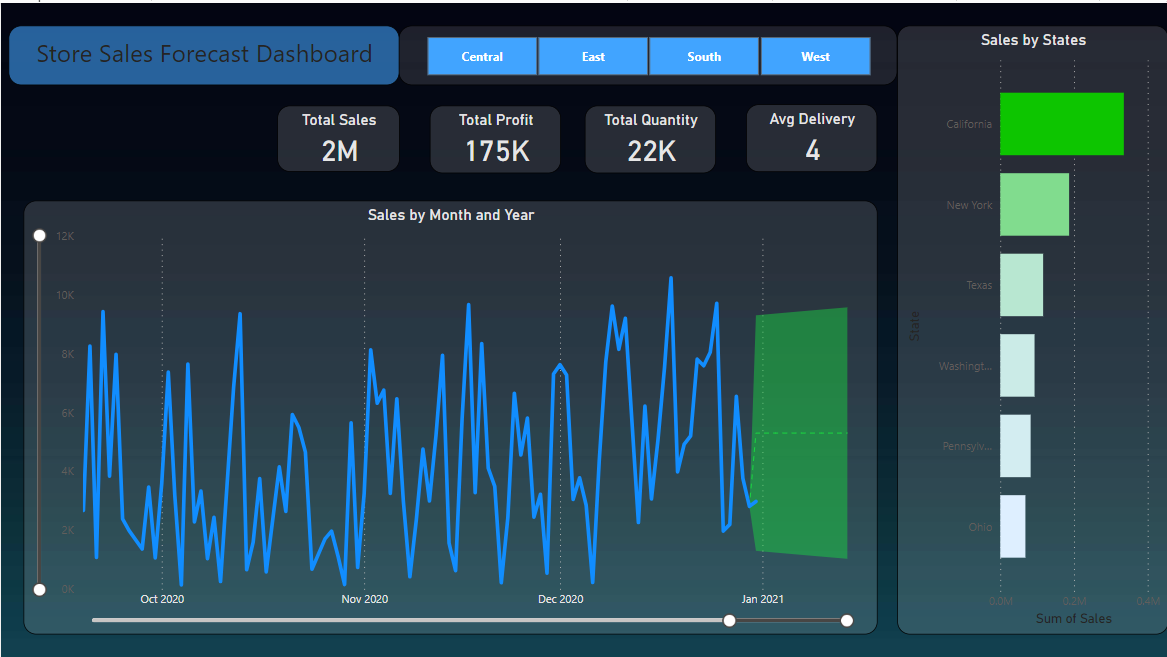 Store Sales Forecast Dashboard
Central
East
South
West
Total Sales
2M
Total Profit
175K
Total Quantity
22K
Avg Delivery
4
Sales by Month and Year
12K
10K
8K
6K
4K
2K
0K
Oct 2020
Nov 2020
Dec 2020
Jan 2021
Sales by States
State
California
New York
Texas
Washingt...
Pennsylv...
Ohio
0.0M
0.2M
0.4M
Sum of Sales